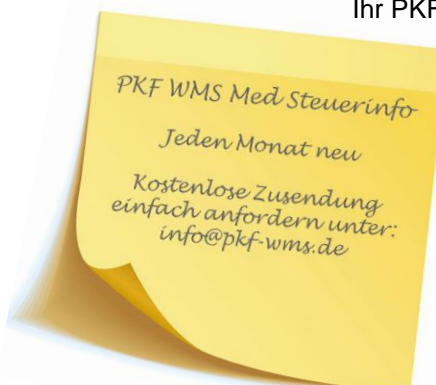 Ihr PKF
PKF WMS Med Steuerinfo
Jeden Monat neu
Kostenlose Zusendung
einfach anfordern unter:
info@pkf-wms.de